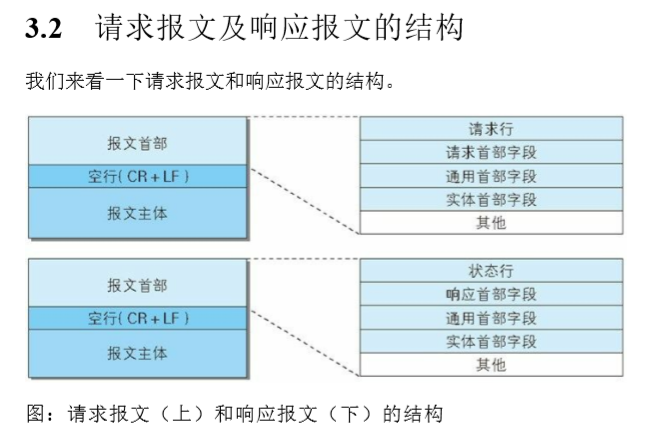 3.2 请求报文及响应报文的结构
我们来看一下请求报文和响应报文的结构。
报文首部
空行(CR+LF)
报文主体
请求行
请求首部字段
通用首部字段
实体首部字段
其他
报文首部
空行(CR+LF)
报文主体
状态行
响应首部字段
通用首部字段
实体首部字段
其他
图：请求报文（上）和响应报文（下）的结构